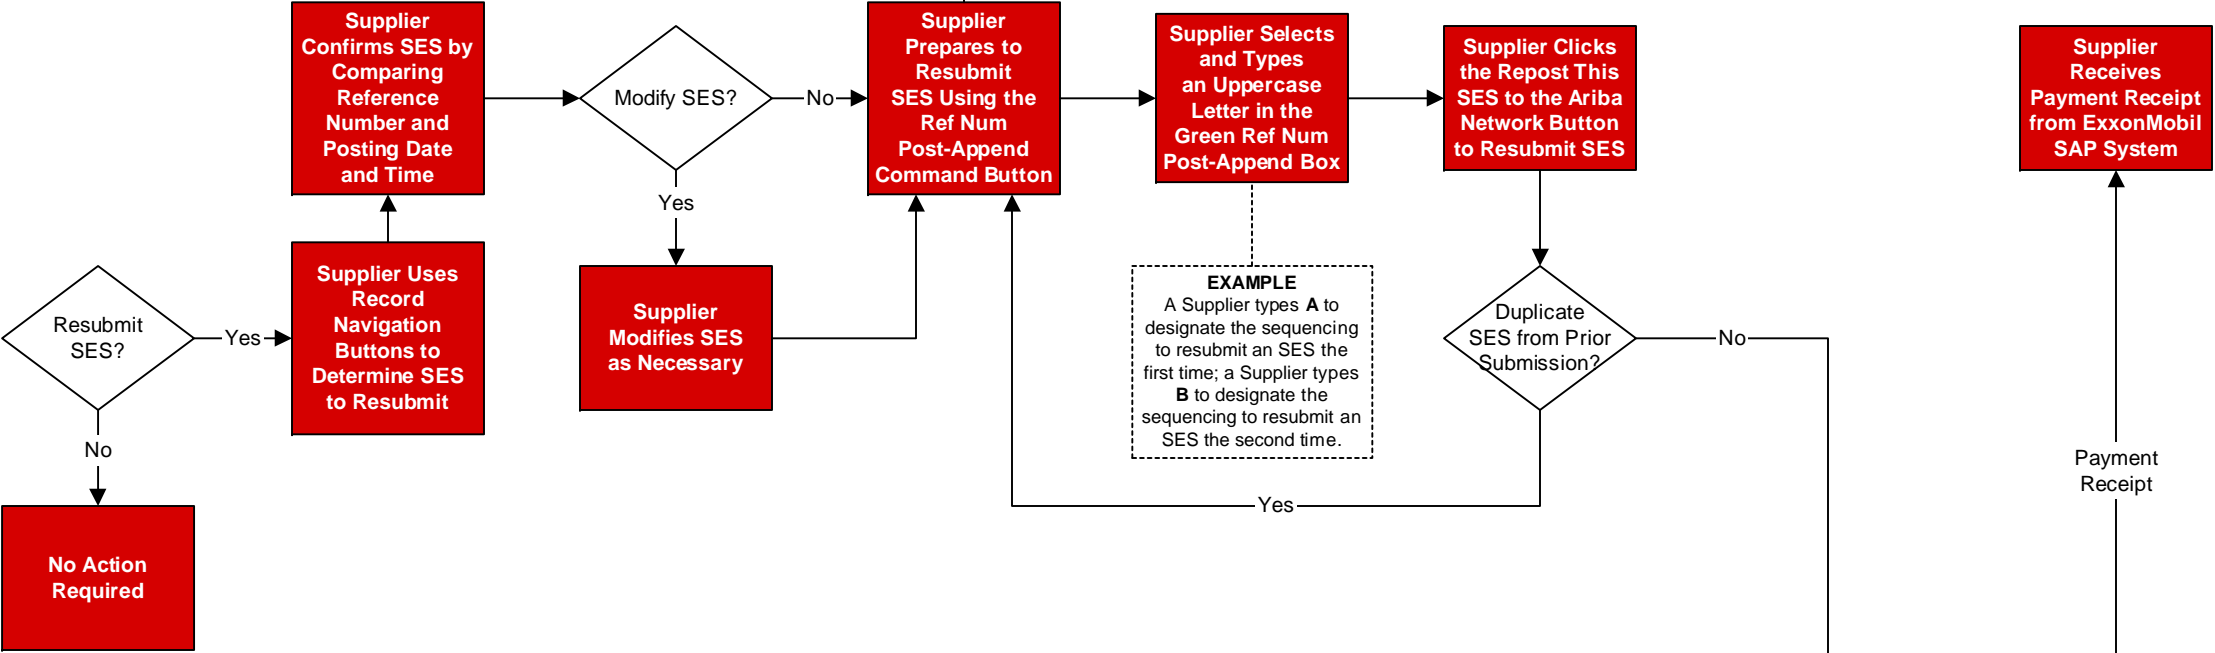 Resubmit
SES?
Yes
No
No Action
Required
Supplier Uses
Record
Navigation
Buttons to
Determine SES
to Resubmit
Supplier
Confirms SES by
Comparing
Reference
Number and
Posting Date
and Time
Modify SES?
No
Yes
Supplier
Modifies SES
as Necessary
Supplier
Prepares to
Resubmit
SES Using the
Ref Num
Post-Append
Command Button
Supplier Selects
and Types
an Uppercase
Letter in the
Green Ref Num
Post-Append Box
EXAMPLE
A Supplier types A to
designate the sequencing
to resubmit an SES the
first time; a Supplier types
B to designate the
sequencing to resubmit an
SES the second time.
Supplier Clicks
the Repost This
SES to the Ariba
Network Button
to Resubmit SES
Duplicate
SES from Prior
Submission?
No
Yes
Supplier
Receives
Payment Receipt
from ExxonMobil
SAP System
Payment
Receipt